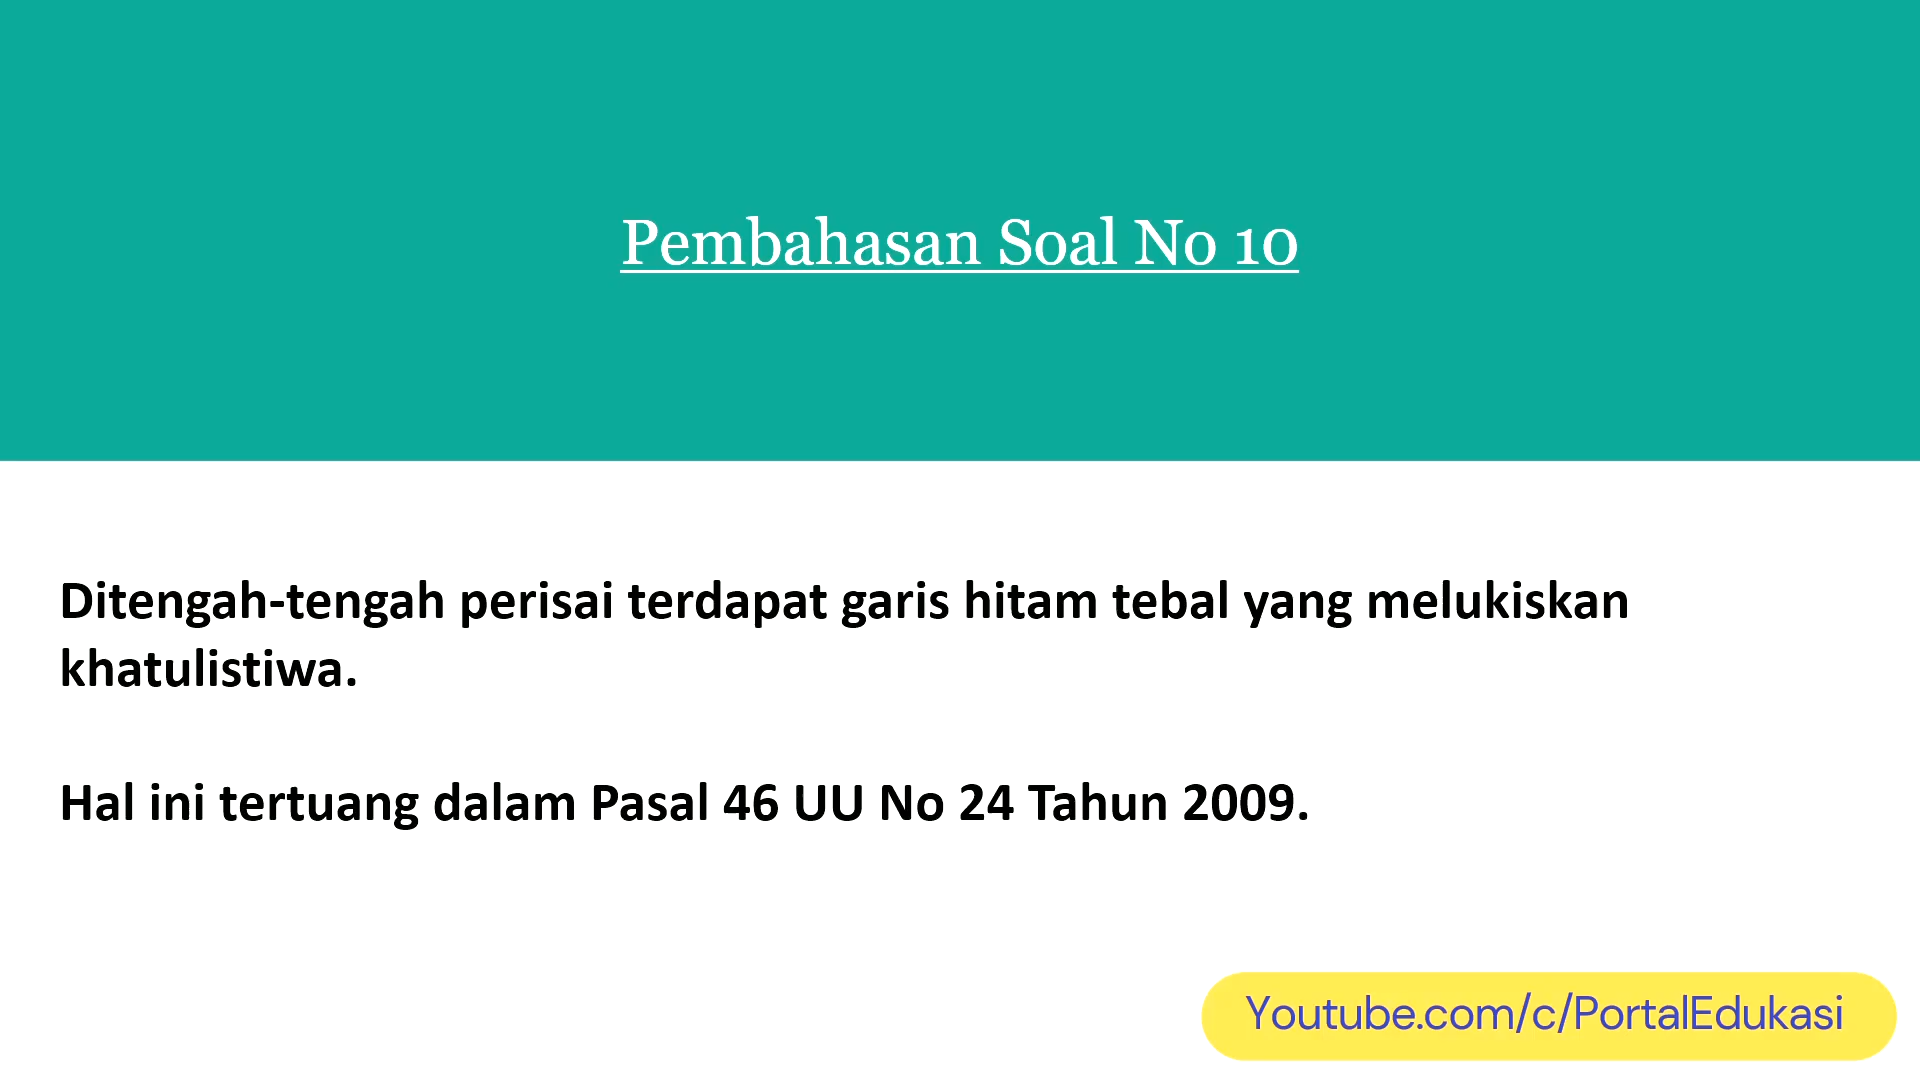 Pembahasan Soal No 10
Ditengah-tengah perisai terdapat garis hitam tebal yang melukiskan
khatulistiwa.
Hal ini tertuang dalam Pasal 46 UU No 24 Tahun 2009.
Youtube.com/c/PortalEdukasi